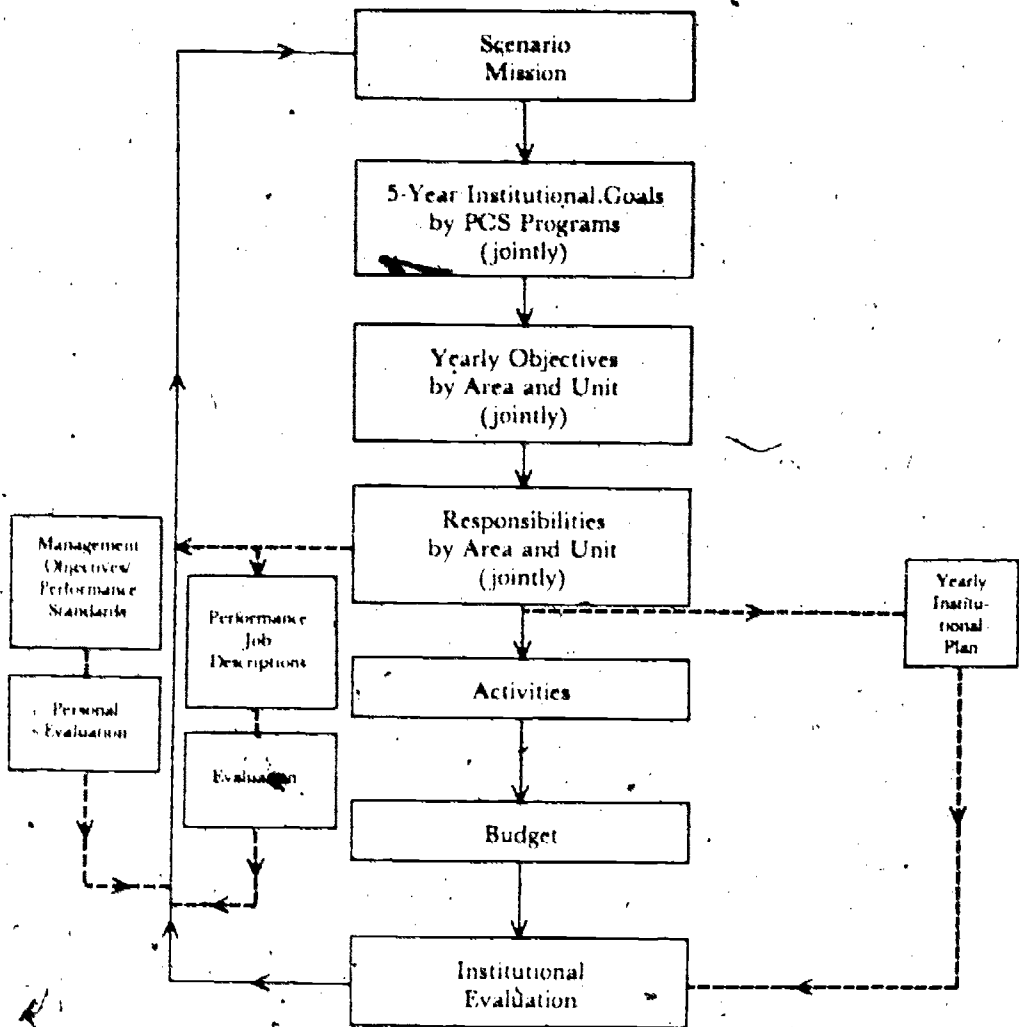 Scenario
Mission
5-Year Institutional Goals
by PCS Programs
(jointly)
Yearly Objectives
by Area and Unit
(jointly)
Responsibilities
by Area and Unit
(jointly)
Management
Objectives/
Performance
Standards
Performance
Job
Descriptions
Yearly
Institu-
tional
Plan
Activities
Personal
Evaluation
Evaluation
Budget
Institutional
Evaluation